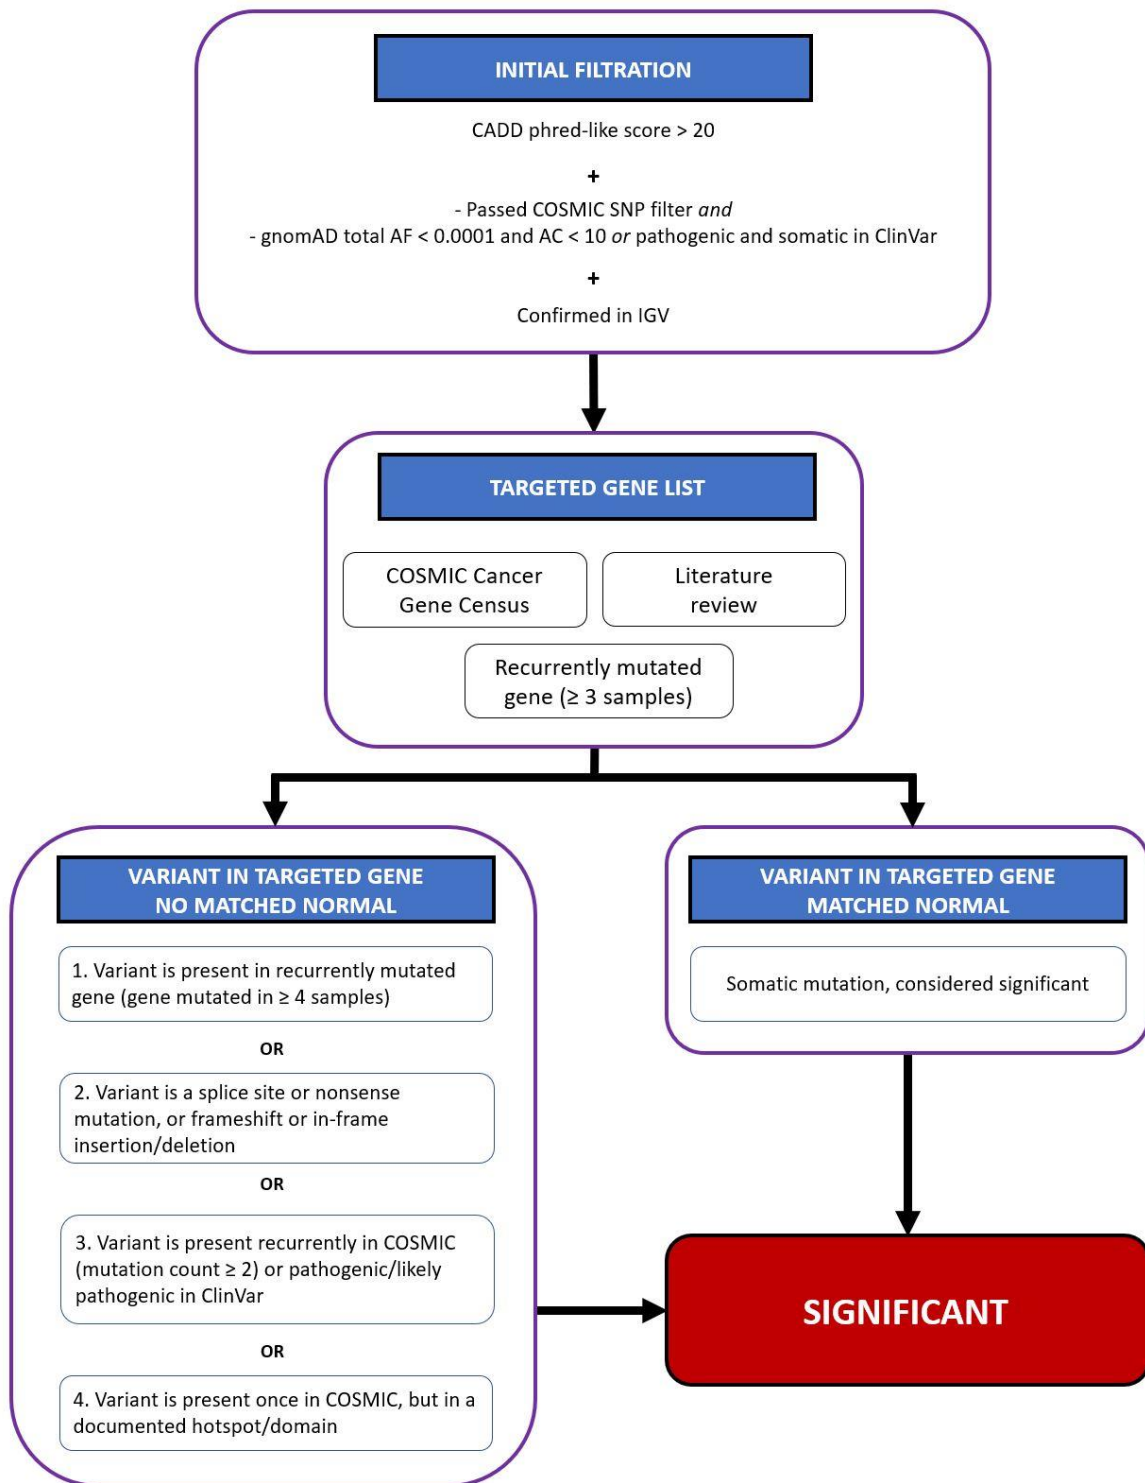 INITIAL FILTRATION
CADD phred-like score > 20
+
- Passed COSMIC SNP filter and
- gnomAD total AF < 0.0001 and AC < 10 or pathogenic and somatic in ClinVar
+
Confirmed in IGV
TARGETED GENE LIST
COSMIC Cancer
Gene Census
Literature
review
Recurrently mutated
gene (≥ 3 samples)
VARIANT IN TARGETED GENE
NO MATCHED NORMAL
1. Variant is present in recurrently mutated
gene (gene mutated in ≥ 4 samples)
OR
2. Variant is a splice site or nonsense
mutation, or frameshift or in-frame
insertion/deletion
OR
3. Variant is present recurrently in COSMIC
(mutation count ≥ 2) or pathogenic/likely
pathogenic in ClinVar
OR
4. Variant is present once in COSMIC, but in a
documented hotspot/domain
VARIANT IN TARGETED GENE
MATCHED NORMAL
Somatic mutation, considered significant
SIGNIFICANT